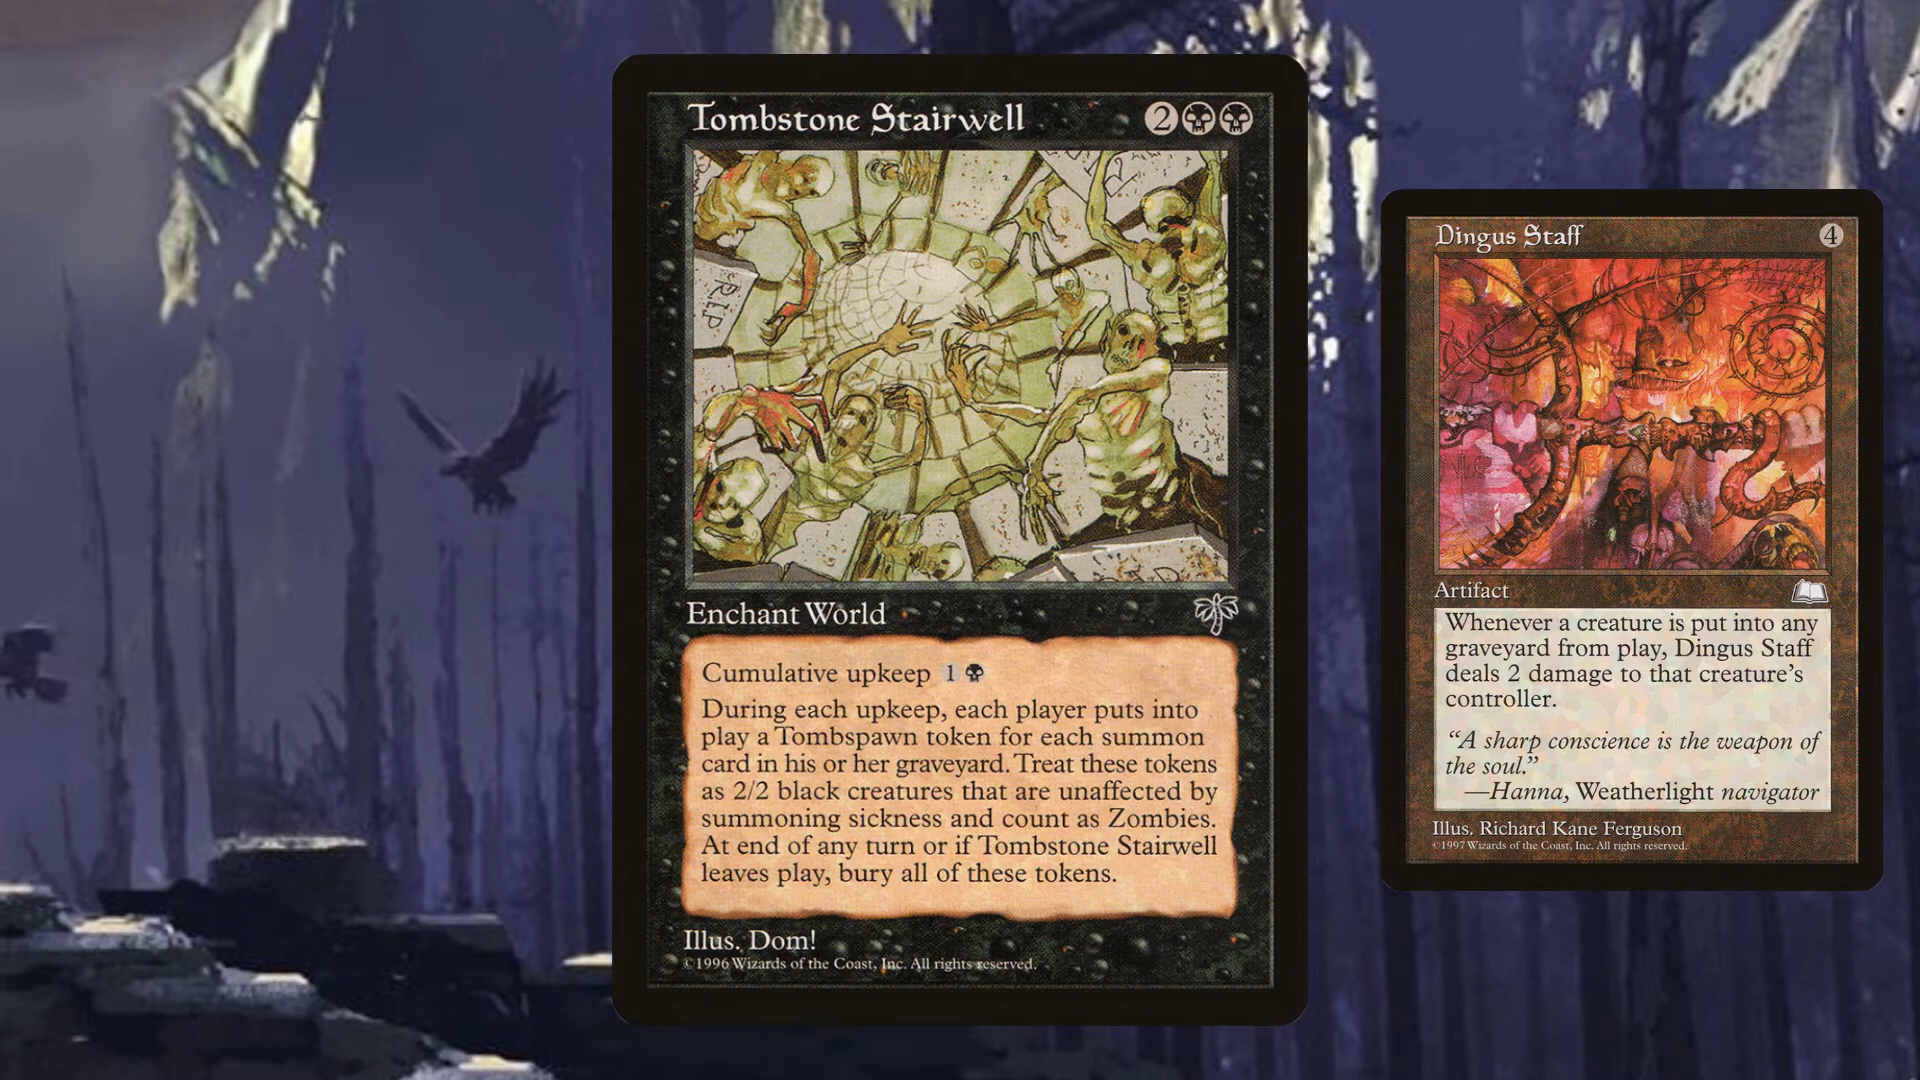 Tombstone Stairwell
2
RIP
Enchant World
Cumulative upkeep 1
During each upkeep, each player puts into
play a Tombspawn token for each summon
card in his or her graveyard. Treat these tokens
as 2/2 black creatures that are unaffected by
summoning sickness and count as Zombies.
At end of any turn or if Tombstone Stairwell
leaves play, bury all of these tokens.
Illus. Dom!
©1996 Wizards of the Coast, Inc. All rights reserved.
Dingus Staff
4
Artifact
Whenever a creature is put into any
graveyard from play, Dingus Staff
deals 2 damage to that creature's
controller.
“A sharp conscience is the weapon of
the soul.”
—Hanna, Weatherlight navigator
Illus. Richard Kane Ferguson
©1997 Wizards of the Coast, Inc. All rights reserved.